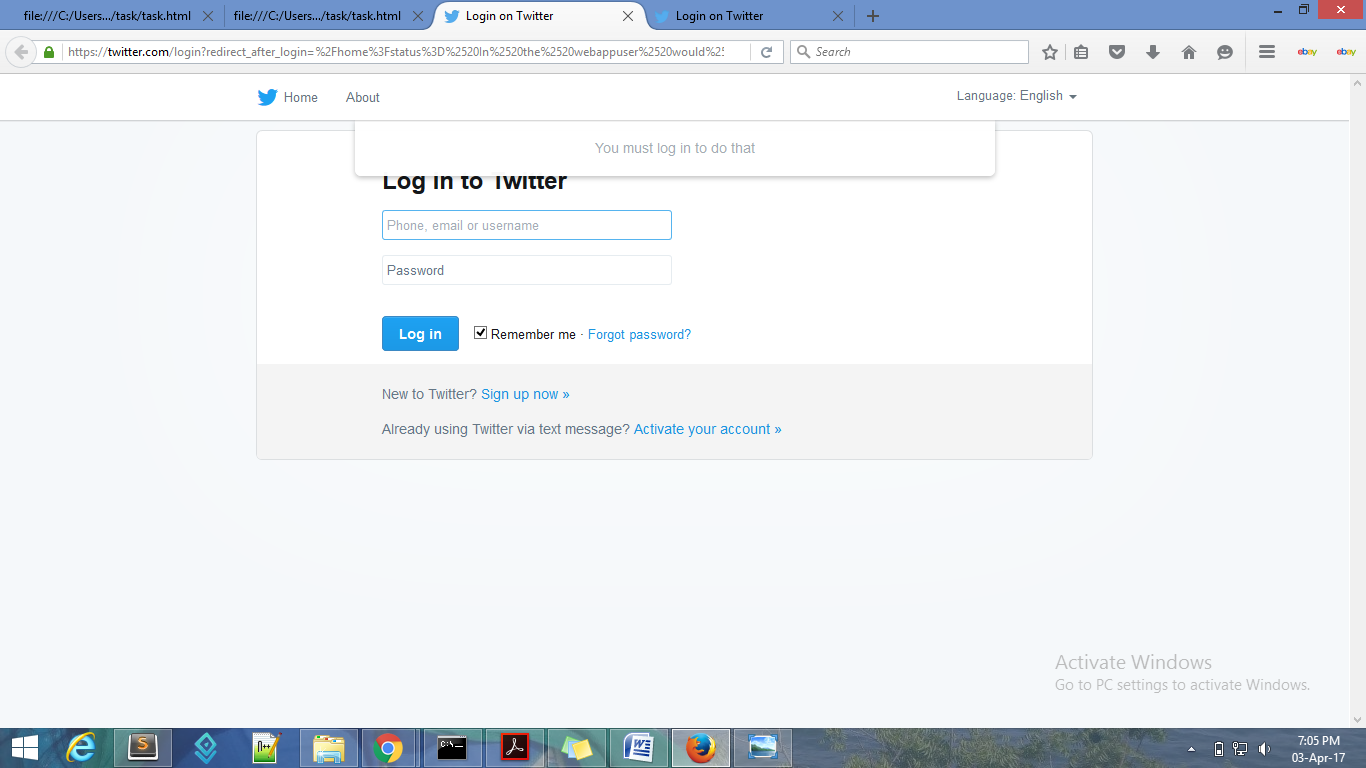 file:///C:/Users.../task/task.html
file:///C:/Users.../task/task.html
Login on Twitter
Login on Twitter
https://twitter.com/login?redirect_after_login=%2Fhome%3Fstatus%3D%2520In%2520the%2520webappuser%2520would%25
Search
ebay
ebay
Home
About
Language: English
You must log in to do that
Log in to Twitter
Phone, email or username
Password
Log in
Remember me · Forgot password?
New to Twitter? Sign up now »
Already using Twitter via text message? Activate your account »
Activate Windows
Go to PC settings to activate Windows.
7:05 PM
03-Apr-17